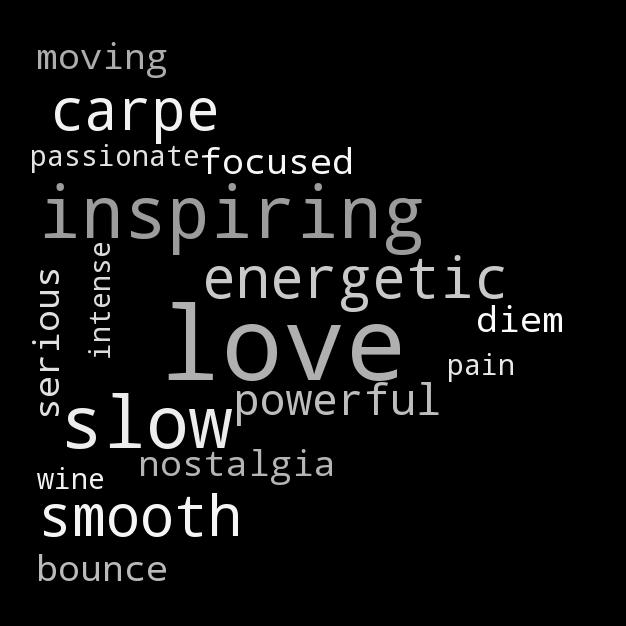 moving
carpe
passionate
focused
inspiring
intense
serious
energetic
love
diem
pain
powerful
slow
nostalgia
wine
smooth
bounce